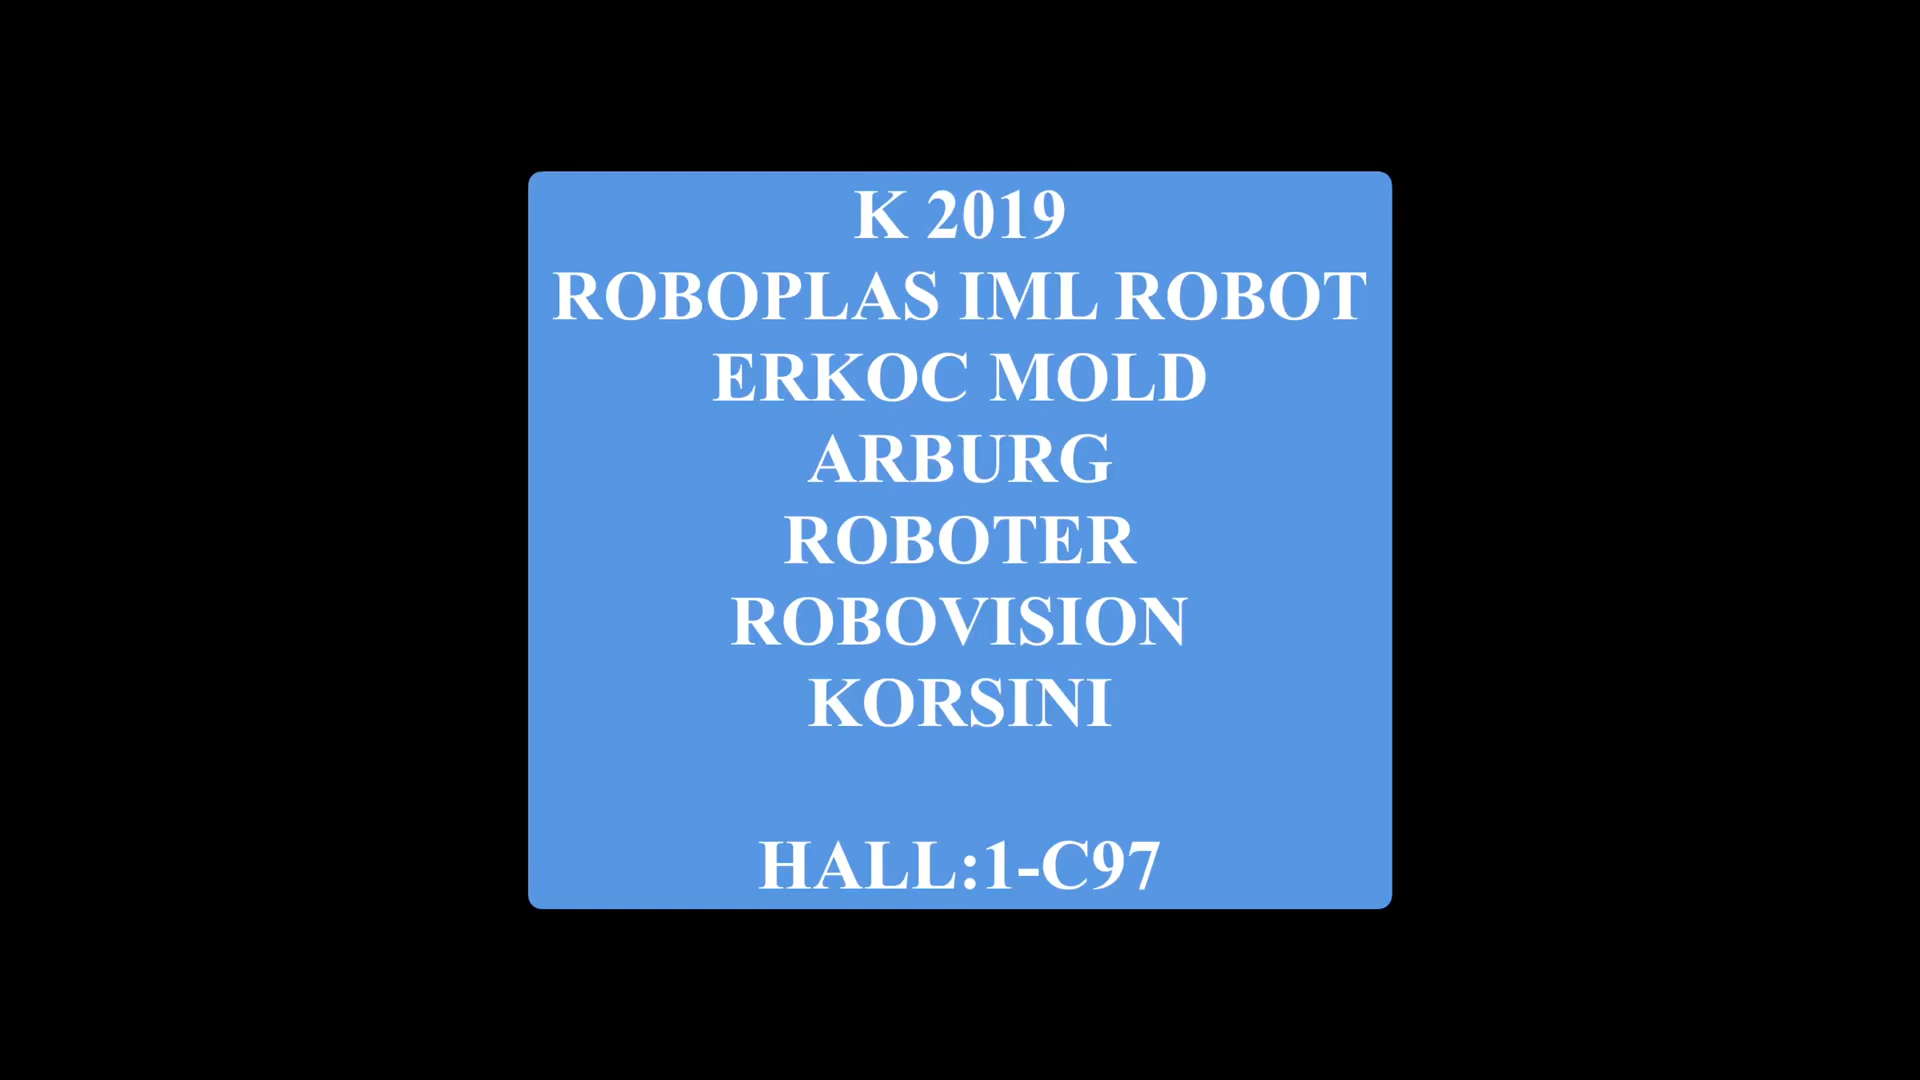 K 2019
ROBOPLAS IML ROBOT
ERKOC MOLD
ARBURG
ROBOTER
ROBOVISION
KORSINI
HALL:1-C97